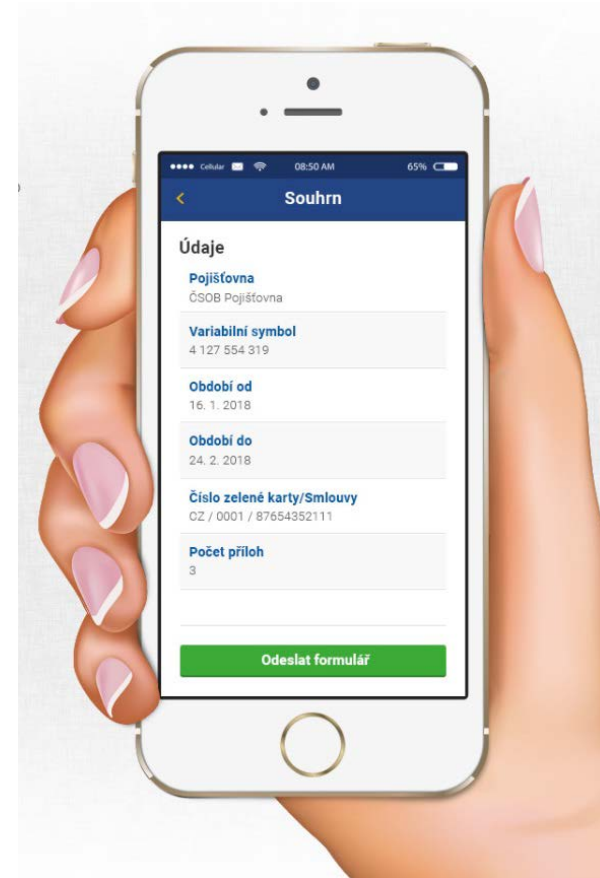 Cellular 08:50 AM 65%
Souhrn
Údaje
Pojišťovna
ČSOB Pojišťovna
Variabilní symbol
4 127 554 319
Období od
16. 1. 2018
Období do
24. 2. 2018
Číslo zelené karty/Smlouvy
CZ / 0001 / 87654352111
Počet příloh
3
Odeslat formulář